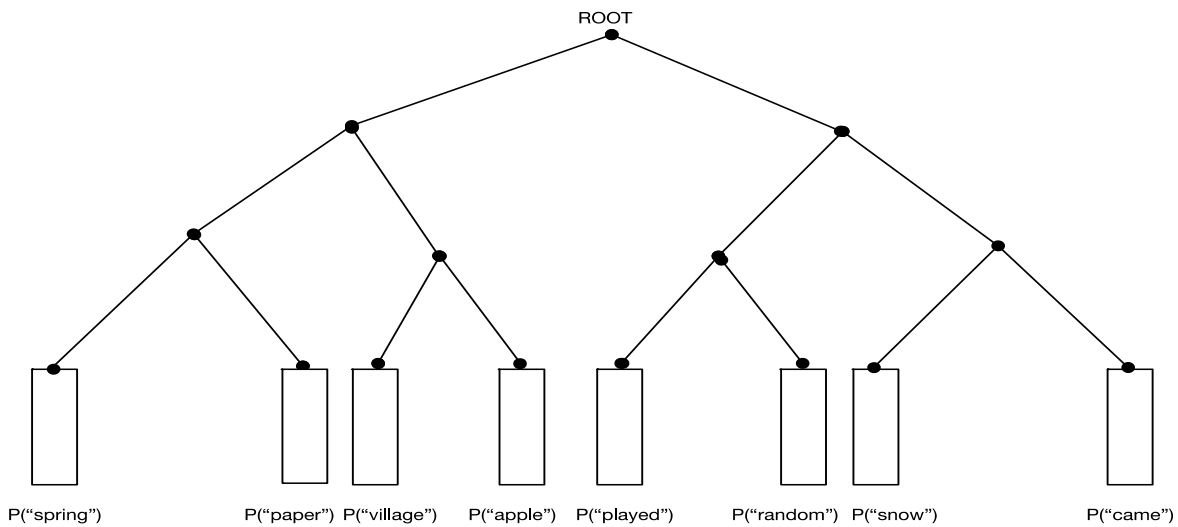 ROOT
P(“spring”) P(“paper”) P(“village”) P(“apple”) P(“played”) P(“random”) P(“snow”) P(“came”)